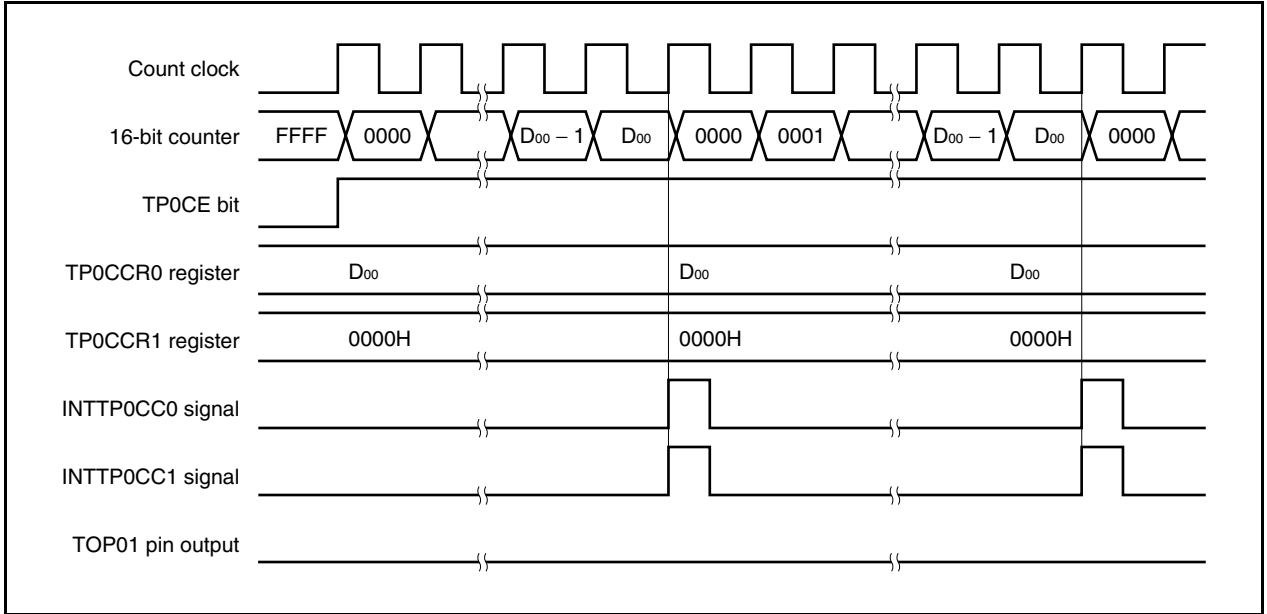 Count clock
16-bit counter FFFF 0000 D00 − 1 D00 0000 0001 D00 − 1 D00 0000
TP0CE bit
TP0CCR0 register D00 D00 D00
TP0CCR1 register 0000H 0000H 0000H
INTTP0CC0 signal
INTTP0CC1 signal
TOP01 pin output